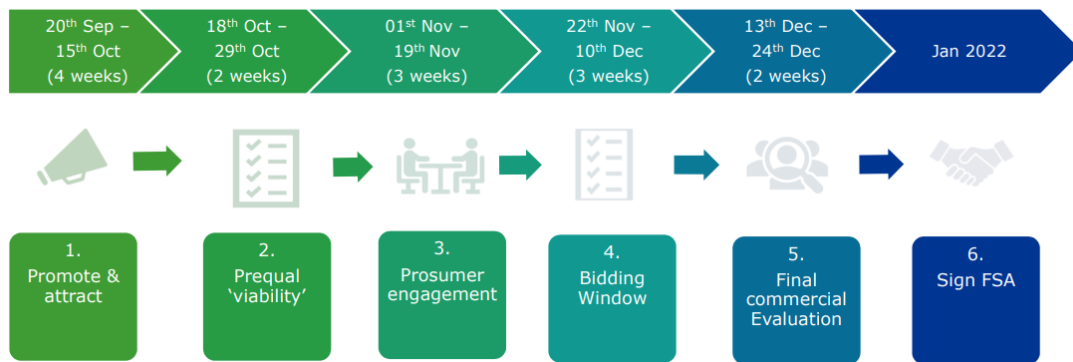 20th Sep –
15th Oct
(4 weeks)
18th Oct –
29th Oct
(2 weeks)
01st Nov –
19th Nov
(3 weeks)
22nd Nov –
10th Dec
(3 weeks)
13th Dec –
24th Dec
(2 weeks)
Jan 2022
1.
Promote &
attract
2.
Prequal
‘viability’
3.
Prosumer
engagement
4.
Bidding
Window
5.
Final
commercial
Evaluation
6.
Sign FSA